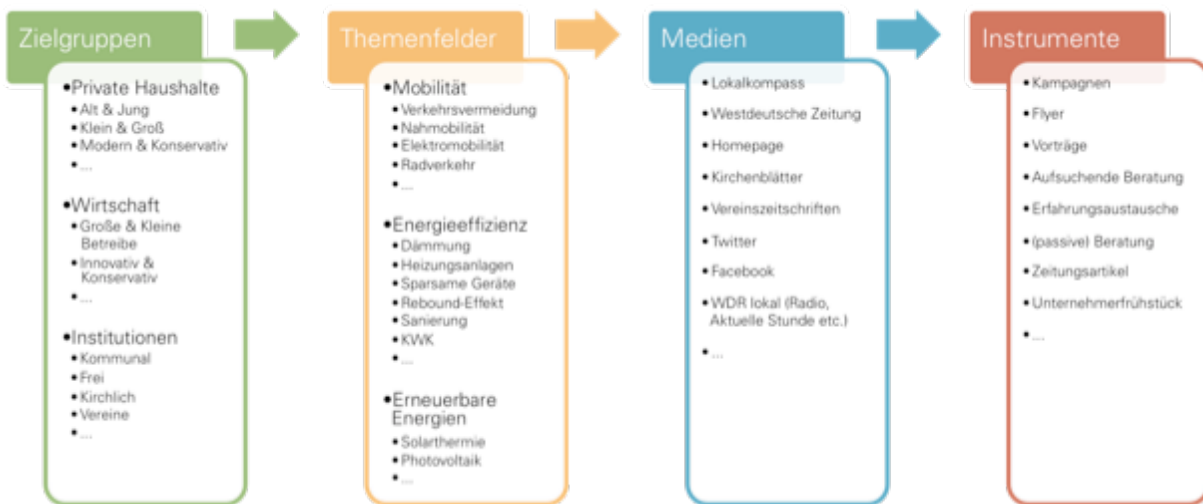 Zielgruppen
•Private Haushalte
•Alt & Jung
•Klein & Groß
•Modern & Konservativ
•...
•Wirtschaft
•Große & Kleine
Betreibe
•Innovativ &
Konservativ
•...
•Institutionen
•Kommunal
•Frei
•Kirchlich
•Vereine
•...
Themenfelder
•Mobilität
•Verkehrsvermeidung
•Nahmobilität
•Elektromobilität
•Radverkehr
•...
•Energieeffizienz
•Dämmung
•Heizungsanlagen
•Sparsame Geräte
•Rebound-Effekt
•Sanierung
•KWK
•...
•Erneuerbare
Energien
•Solarthermie
•Photovoltaik
•...
Medien
•Lokalkompass
•Westdeutsche Zeitung
•Homepage
•Kirchenblätter
•Vereinszeitschriften
•Twitter
•Facebook
•WDR lokal (Radio,
Aktuelle Stunde etc.)
•...
Instrumente
•Kampagnen
•Flyer
•Vorträge
•Aufsuchende Beratung
•Erfahrungsaustausche
•(passive) Beratung
•Zeitungsartikel
•Unternehmerfrühstück
•...